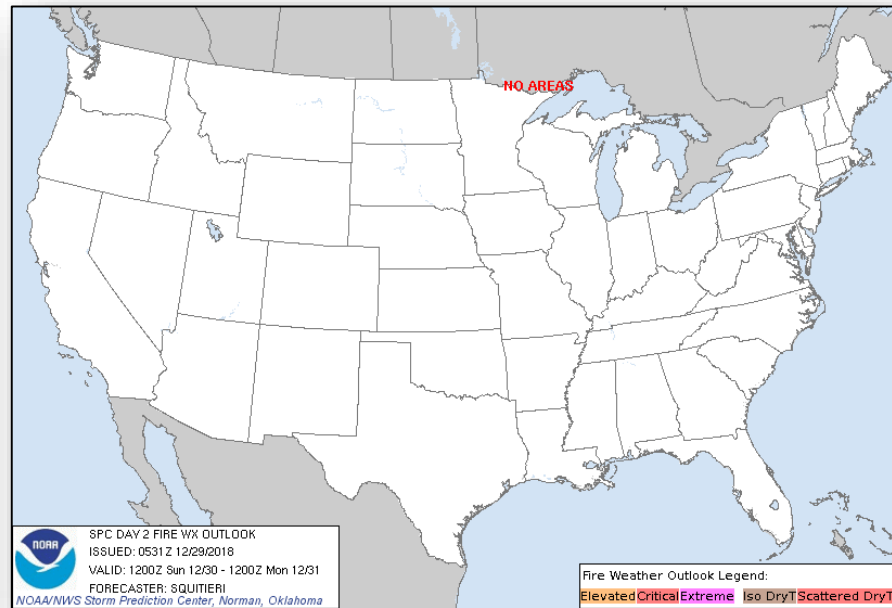 NO AREAS
NOAA
SPC DAY 2 FIRE WX OUTLOOK
ISSUED: 0531Z 12/29/2018
VALID: 1200Z Sun 12/30 - 1200Z Mon 12/31
FORECASTER: SQUITIERI
NOAA/NWS Storm Prediction Center, Norman, Oklahoma
Fire Weather Outlook Legend:
Elevated Critical Extreme Iso DryT Scattered DryT